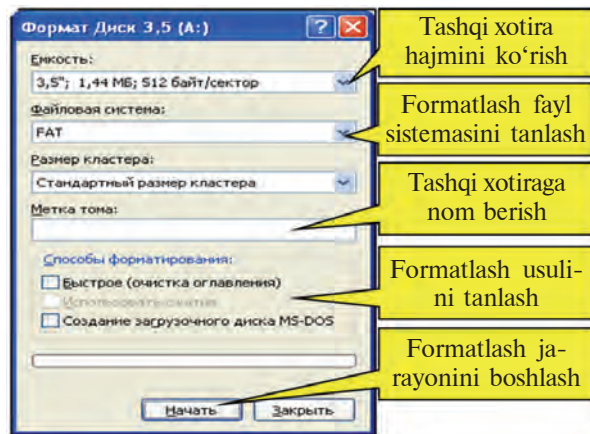 Формат Диск 3,5 (A:)
Емкость:
3,5"; 1,44 МБ; 512 байт/сектор
Файловая система:
FAT
Размер кластера:
Стандартный размер кластера
Метка тома:
Способы форматирования:
Быстрое (очистка оглавления)
Использовать сжатие
Создание загрузочного диска MS-DOS
Начать
Закрыть
Tashqi xotira
hajmini ko‘rish
Formatlash fayl
sistemasini tanlash
Tashqi xotiraga
nom berish
Formatlash usuli-
ni tanlash
Formatlash ja-
rayonini boshlash